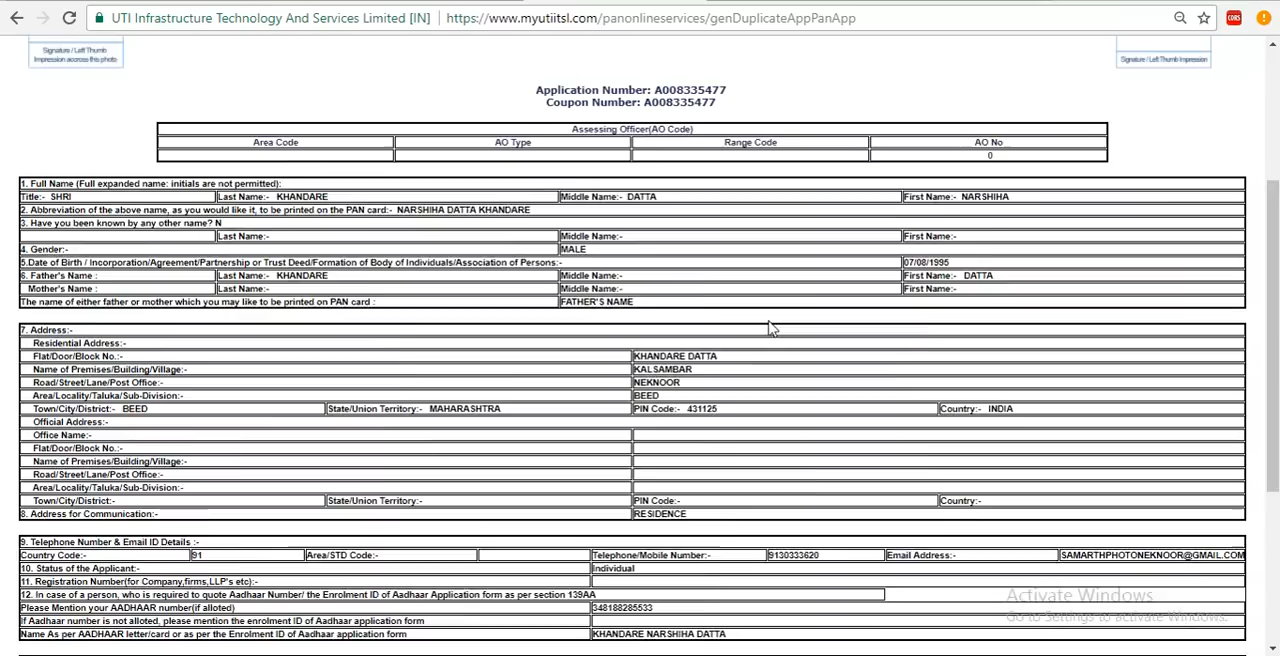 UTI Infrastructure Technology And Services Limited [IN] https://www.myutiitsl.com/panonlineservices/genDuplicateAppPanApp
CORS
Signature / Left Thumb
Impression accross this photo
Signature / Left Thumb Impression
Application Number: A008335477
Coupon Number: A008335477
Assessing Officer(AO Code)
Area Code AO Type Range Code AO No
0
1. Full Name (Full expanded name: initials are not permitted):
Title:- SHRI Last Name:- KHANDARE Middle Name:- DATTA First Name:- NARSHIHA
2. Abbreviation of the above name, as you would like it, to be printed on the PAN card:- NARSHIHA DATTA KHANDARE
3. Have you been known by any other name? N
Last Name:- Middle Name:- First Name:-
4. Gender:- MALE
5.Date of Birth / Incorporation/Agreement/Partnership or Trust Deed/Formation of Body of Individuals/Association of Persons:- 07/08/1995
6. Father's Name : Last Name:- KHANDARE Middle Name:- First Name:- DATTA
Mother's Name : Last Name:- Middle Name:- First Name:-
The name of either father or mother which you may like to be printed on PAN card : FATHER'S NAME
7. Address:-
Residential Address:-
Flat/Door/Block No.:- KHANDARE DATTA
Name of Premises/Building/Village:- KALSAMBAR
Road/Street/Lane/Post Office:- NEKNOOR
Area/Locality/Taluka/Sub-Division:- BEED
Town/City/District:- BEED State/Union Territory:- MAHARASHTRA PIN Code:- 431125 Country:- INDIA
Official Address:-
Office Name:-
Flat/Door/Block No.:-
Name of Premises/Building/Village:-
Road/Street/Lane/Post Office:-
Area/Locality/Taluka/Sub-Division:-
Town/City/District:- State/Union Territory:- PIN Code:- Country:-
8. Address for Communication:- RESIDENCE
9. Telephone Number & Email ID Details :-
Country Code:- 91 Area/STD Code:- Telephone/Mobile Number:- 9130333620 Email Address:- SAMARTHPHOTONEKNOOR@GMAIL.COM
10. Status of the Applicant:- Individual
11. Registration Number(for Company,firms,LLP's etc):-
12. In case of a person, who is required to quote Aadhaar Number/ the Enrolment ID of Aadhaar Application form as per section 139AA
Please Mention your AADHAAR number(if alloted) 348188285533
If Aadhaar number is not alloted, please mention the enrolment ID of Aadhaar application form
Name As per AADHAAR letter/card or as per the Enrolment ID of Aadhaar application form KHANDARE NARSHIHA DATTA
Activate Windows
Go to Settings to activate Windows.